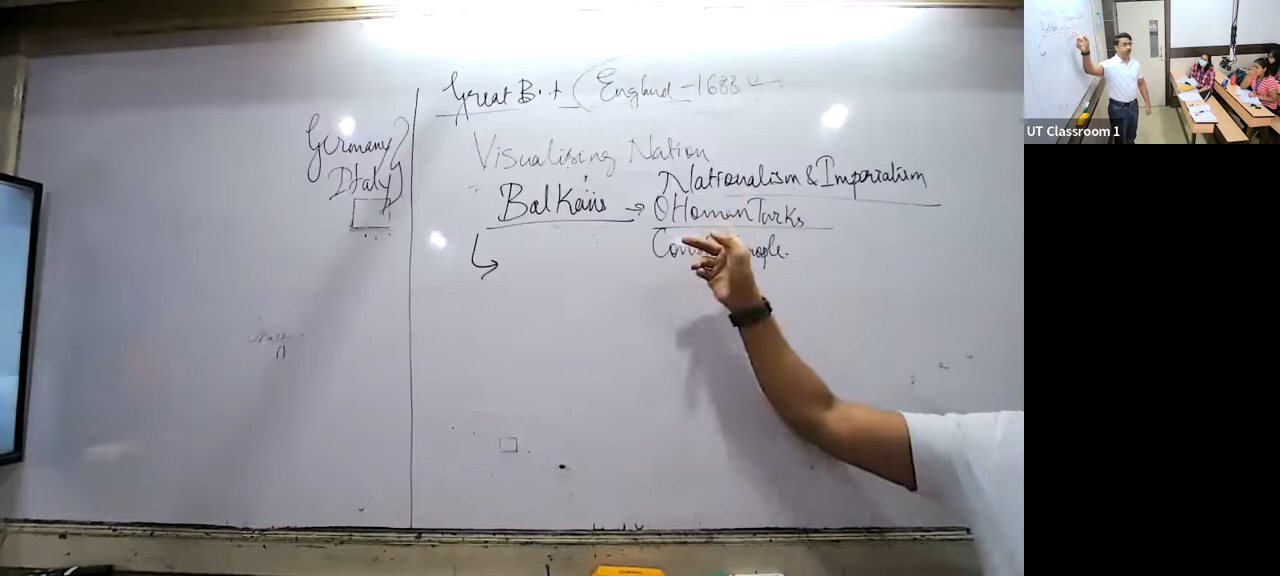 Great Brit (England - 1688
Germany
Italy
Visualising Nation
Nationalism & Imperialism
Balkans → Ottoman Turks
UT Classroom 1